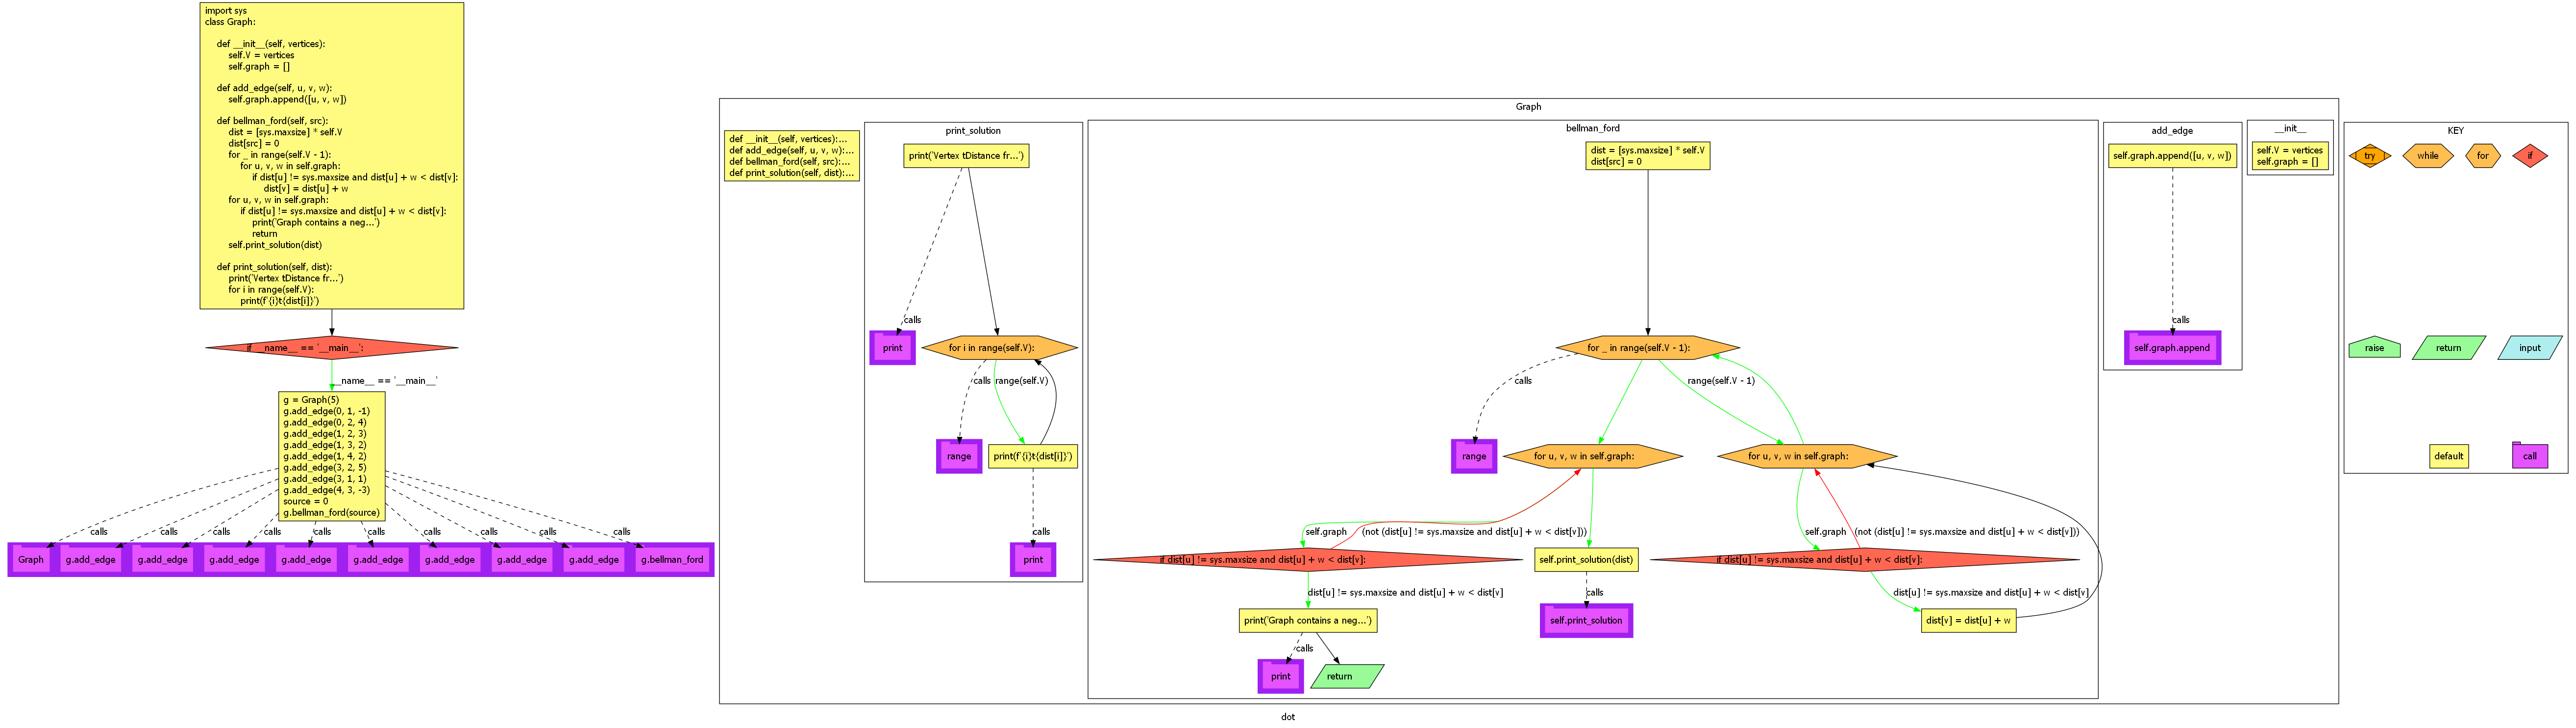 import sys
class Graph:
def __init__(self, vertices):
self.V = vertices
self.graph = []
def add_edge(self, u, v, w):
self.graph.append([u, v, w])
def bellman_ford(self, src):
dist = [sys.maxsize] * self.V
dist[src] = 0
for _ in range(self.V - 1):
for u, v, w in self.graph:
if dist[u] != sys.maxsize and dist[u] + w < dist[v]:
dist[v] = dist[u] + w
for u, v, w in self.graph:
if dist[u] != sys.maxsize and dist[u] + w < dist[v]:
print('Graph contains a neg...')
return
self.print_solution(dist)
def print_solution(self, dist):
print('Vertex tDistance fr...')
for i in range(self.V):
print(f'{i}t{dist[i]}')
if __name__ == '__main__':
__name__ == '__main__'
g = Graph(5)
g.add_edge(0, 1, -1)
g.add_edge(0, 2, 4)
g.add_edge(1, 2, 3)
g.add_edge(1, 3, 2)
g.add_edge(1, 4, 2)
g.add_edge(3, 2, 5)
g.add_edge(3, 1, 1)
g.add_edge(4, 3, -3)
source = 0
g.bellman_ford(source)
calls
calls
calls
calls
calls
calls
calls
calls
calls
calls
Graph
g.add_edge
g.add_edge
g.add_edge
g.add_edge
g.add_edge
g.add_edge
g.add_edge
g.add_edge
g.bellman_ford
Graph
def __init__(self, vertices):...
def add_edge(self, u, v, w):...
def bellman_ford(self, src):...
def print_solution(self, dist):...
print_solution
print('Vertex tDistance fr...')
calls
print
for i in range(self.V):
calls
range(self.V)
range
print(f'{i}t{dist[i]}')
calls
print
bellman_ford
dist = [sys.maxsize] * self.V
dist[src] = 0
for _ in range(self.V - 1):
calls
range(self.V - 1)
range
for u, v, w in self.graph:
for u, v, w in self.graph:
self.graph
(not (dist[u] != sys.maxsize and dist[u] + w < dist[v]))
self.graph
(not (dist[u] != sys.maxsize and dist[u] + w < dist[v]))
if dist[u] != sys.maxsize and dist[u] + w < dist[v]:
self.print_solution(dist)
if dist[u] != sys.maxsize and dist[u] + w < dist[v]:
dist[u] != sys.maxsize and dist[u] + w < dist[v]
calls
dist[u] != sys.maxsize and dist[u] + w < dist[v]
print('Graph contains a neg...')
self.print_solution
dist[v] = dist[u] + w
calls
print
return
add_edge
self.graph.append([u, v, w])
calls
self.graph.append
__init__
self.V = vertices
self.graph = []
KEY
try
while
for
if
raise
return
input
default
call
dot